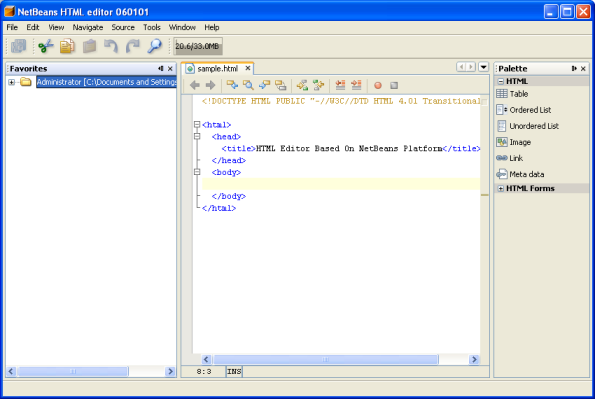 NetBeans HTML editor 060101
File Edit View Navigate Source Tools Window Help
20.6/33.0MB
Favorites
Administrator [C:\Documents and Settings
sample.html
<!DOCTYPE HTML PUBLIC "-//W3C//DTD HTML 4.01 Transitional
<html>
<head>
<title>HTML Editor Based On NetBeans Platform</title>
</head>
<body>
</body>
</html>
8:3 INS
Palette
HTML
Table
Ordered List
Unordered List
Image
Link
Meta data
HTML Forms